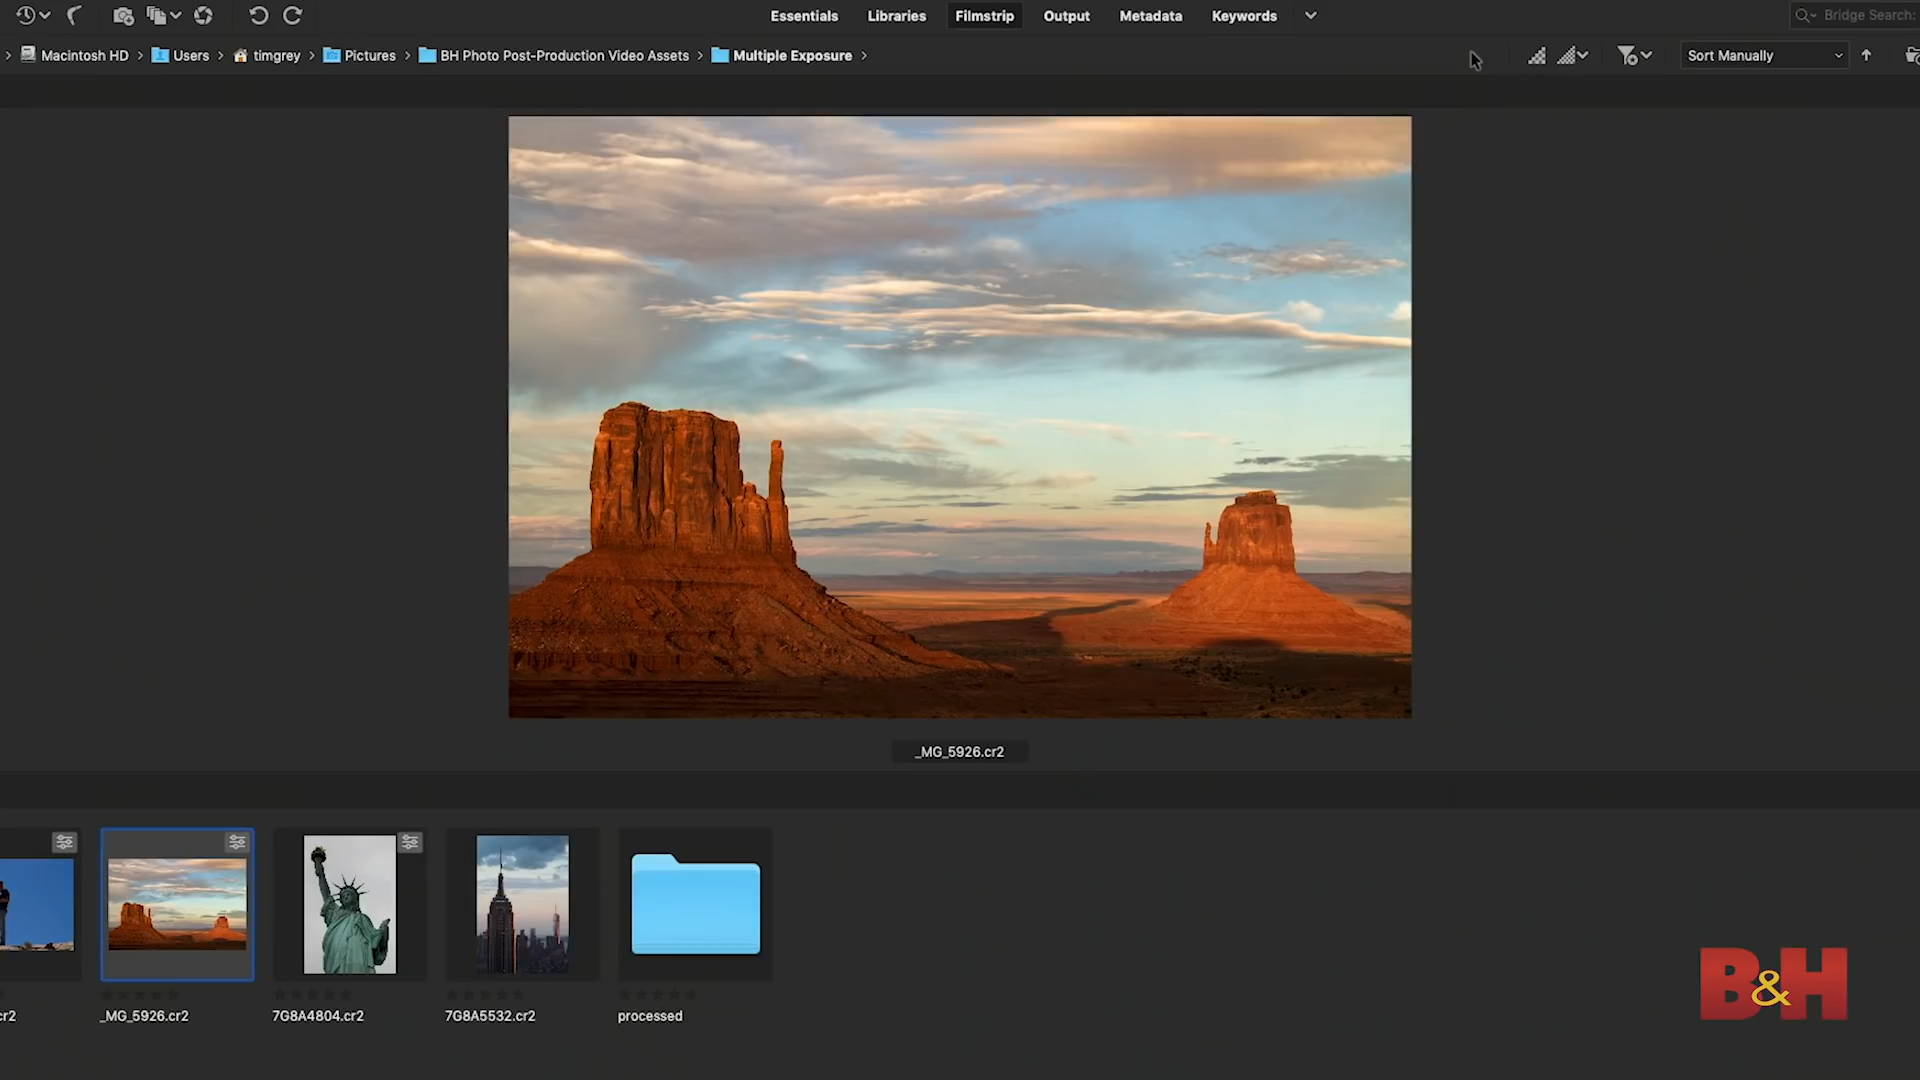 Essentials Libraries Filmstrip Output Metadata Keywords
Bridge Search:
Macintosh HD Users timgrey Pictures BH Photo Post-Production Video Assets Multiple Exposure
Sort Manually
_MG_5926.cr2
cr2 _MG_5926.cr2 7G8A4804.cr2 7G8A5532.cr2 processed
B&H